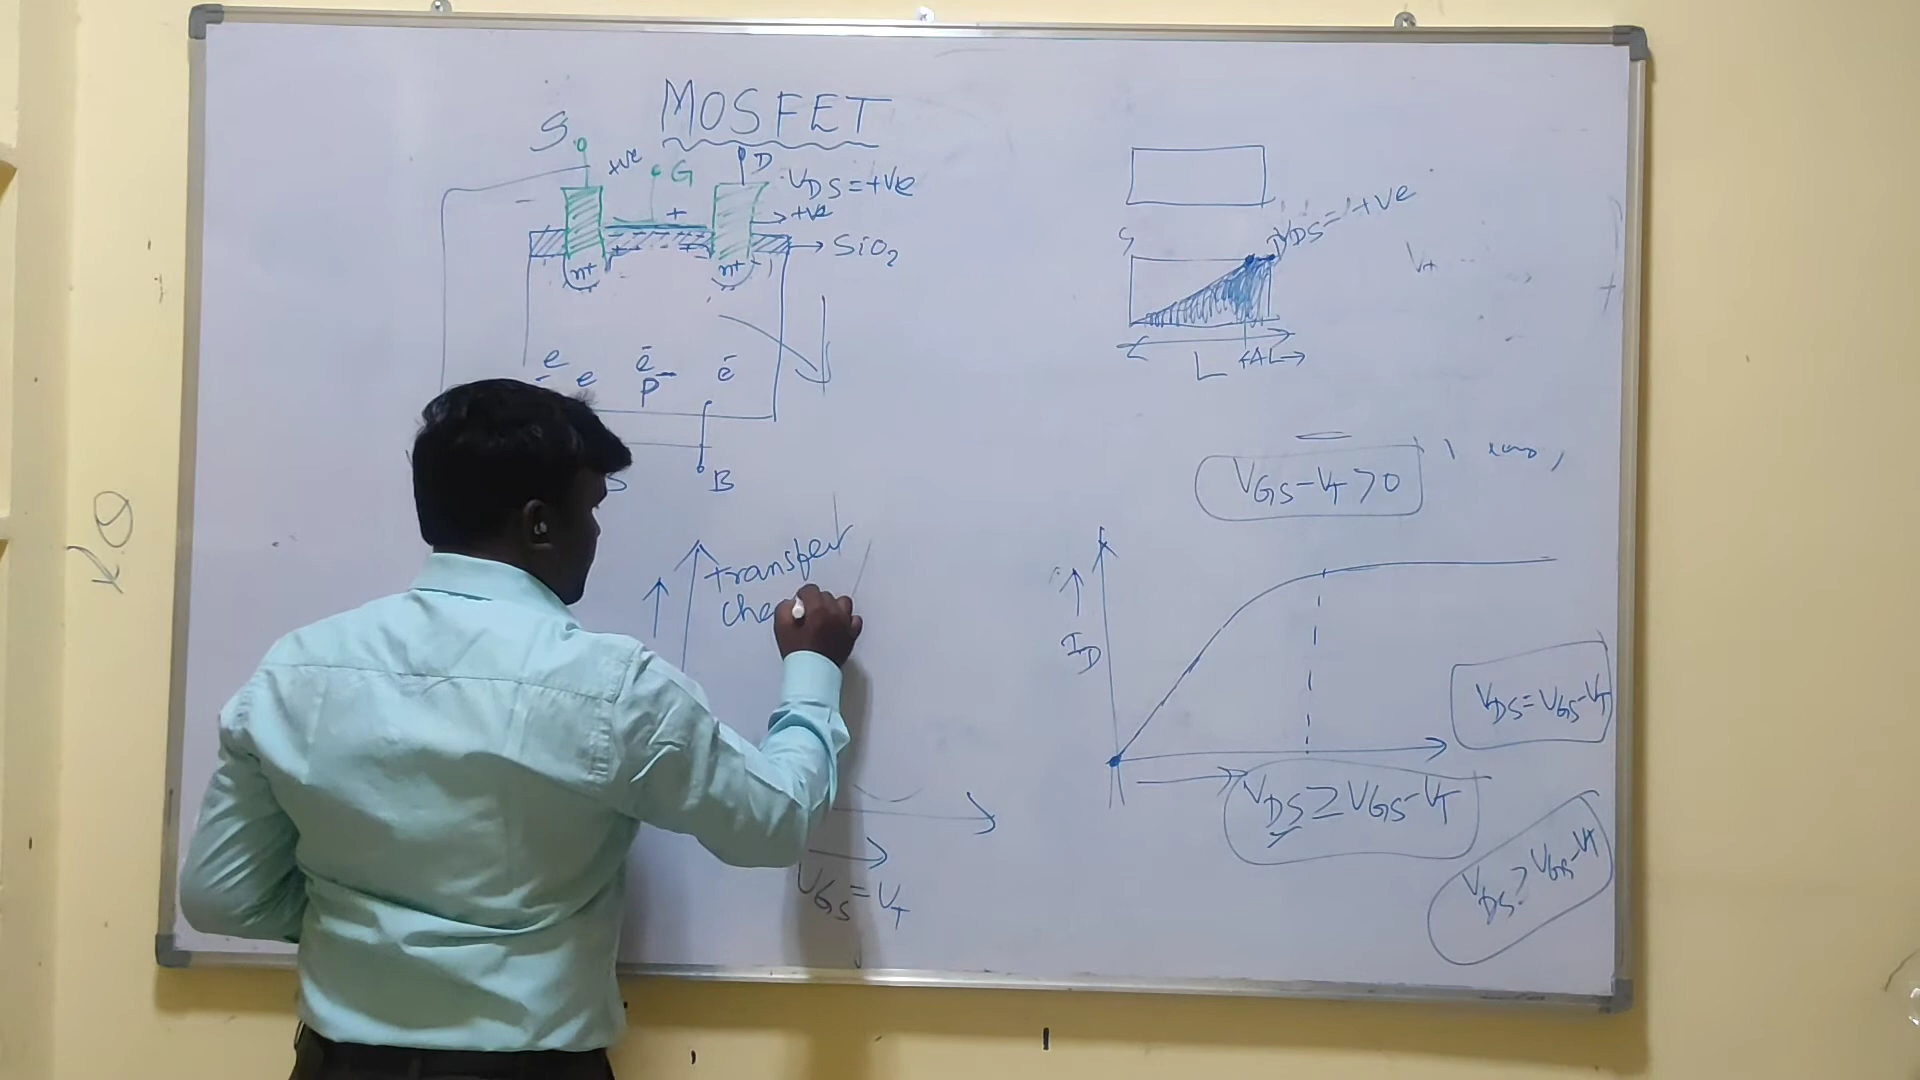 MOSFET
S
+ve
G
D
VDS=+Ve
+
+Ve
SiO2
n+
n+
e
e
ē
P
ē
B
transfert
che
VGS=VT
S
VDS=+ve
L
ΔL
VGS-VT>0
ID
VDS=VGS-VT
VDS≥VGS-VT
VDS>VGS-VT